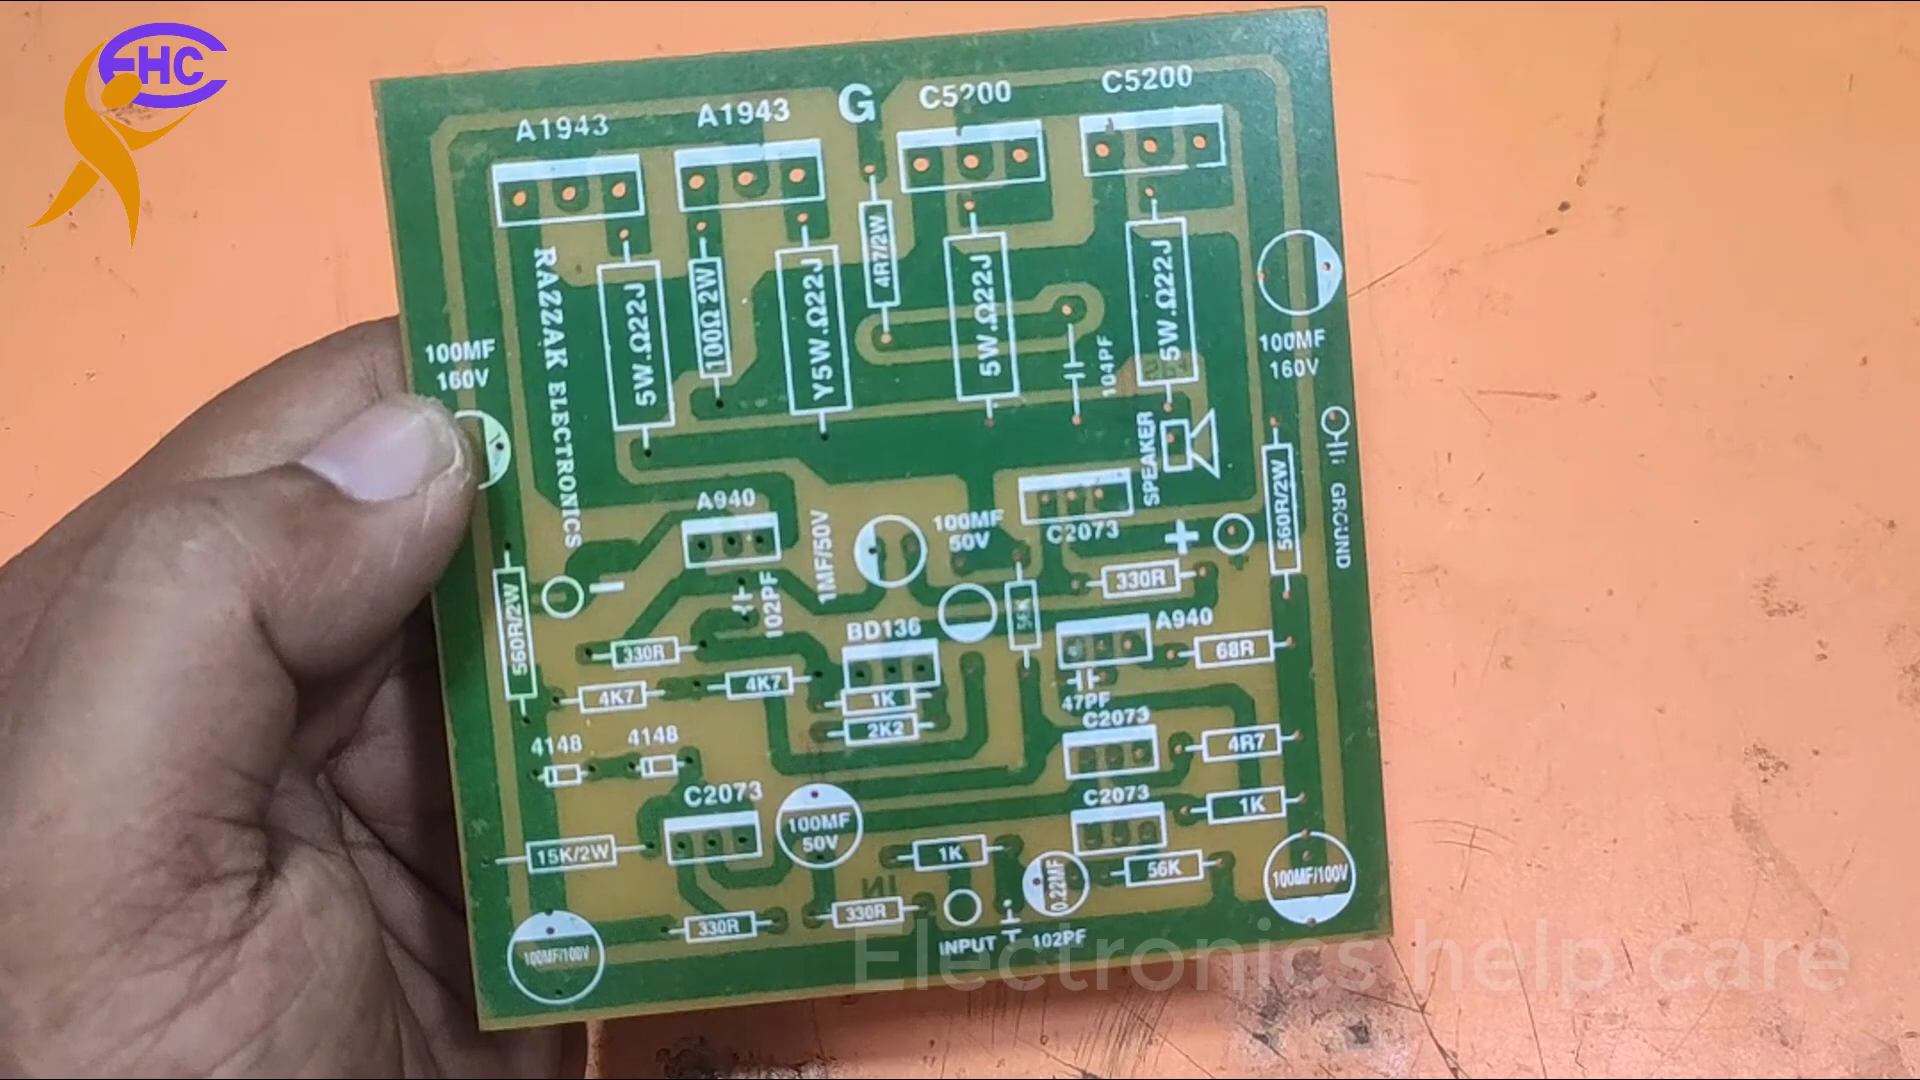 EHC
A1943
A1943
G
C5200
C5200
4R7/2W
RAZZAK ELECTRONICS
5W.Ω22J
100Ω 2W
Y5W.Ω22J
5W.Ω22J
104PF
5W.Ω22J
100MF
160V
100MF
160V
SPEAKER
A940
1MF/50V
100MF
50V
C2073
+
560R/2W
GROUND
560R/2W
−
102PF
330R
56K
BD136
A940
330R
68R
4K7
4K7
1K
47PF
2K2
C2073
4148
4148
4R7
C2073
100MF
50V
C2073
1K
15K/2W
1K
0.22MF
56K
100MF/100V
IN
330R
330R
100MF/100V
INPUT
102PF
Electronics help care